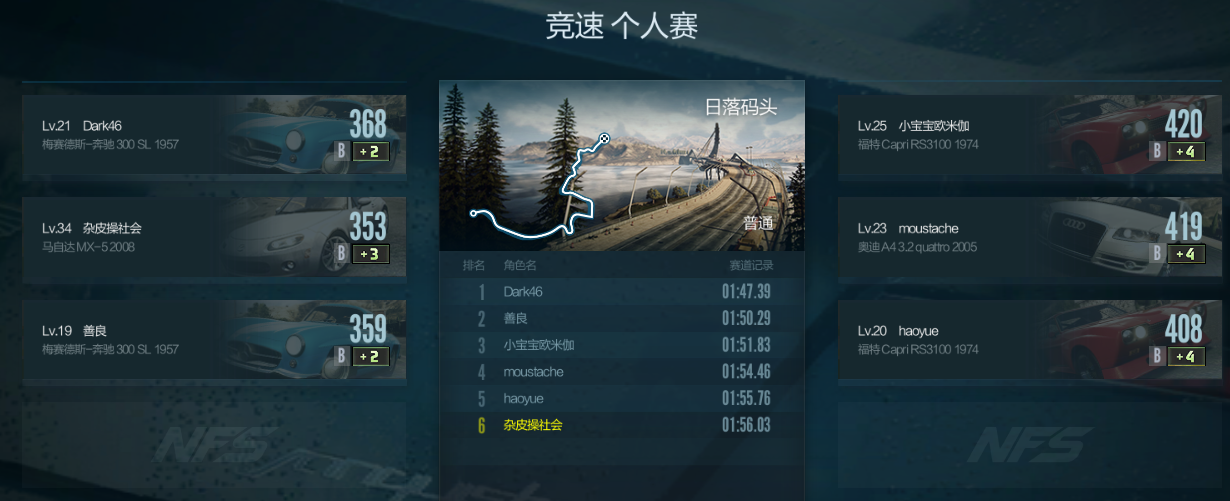 竞速 个人赛
Lv.21 Dark46
368
梅赛德斯-奔驰 300 SL 1957
B +2
Lv.34 杂皮操社会
353
马自达 MX-5 2008
B +3
Lv.19 善良
359
梅赛德斯-奔驰 300 SL 1957
B +2
NFS
日落码头
普通
排名 角色名 赛道记录
1 Dark46 01:47.39
2 善良 01:50.29
3 小宝宝欧米伽 01:51.83
4 moustache 01:54.46
5 haoyue 01:55.76
6 杂皮操社会 01:56.03
Lv.25 小宝宝欧米伽
420
福特 Capri RS3100 1974
B +4
Lv.23 moustache
419
奥迪 A4 3.2 quattro 2005
B +4
Lv.20 haoyue
408
福特 Capri RS3100 1974
B +4
NFS